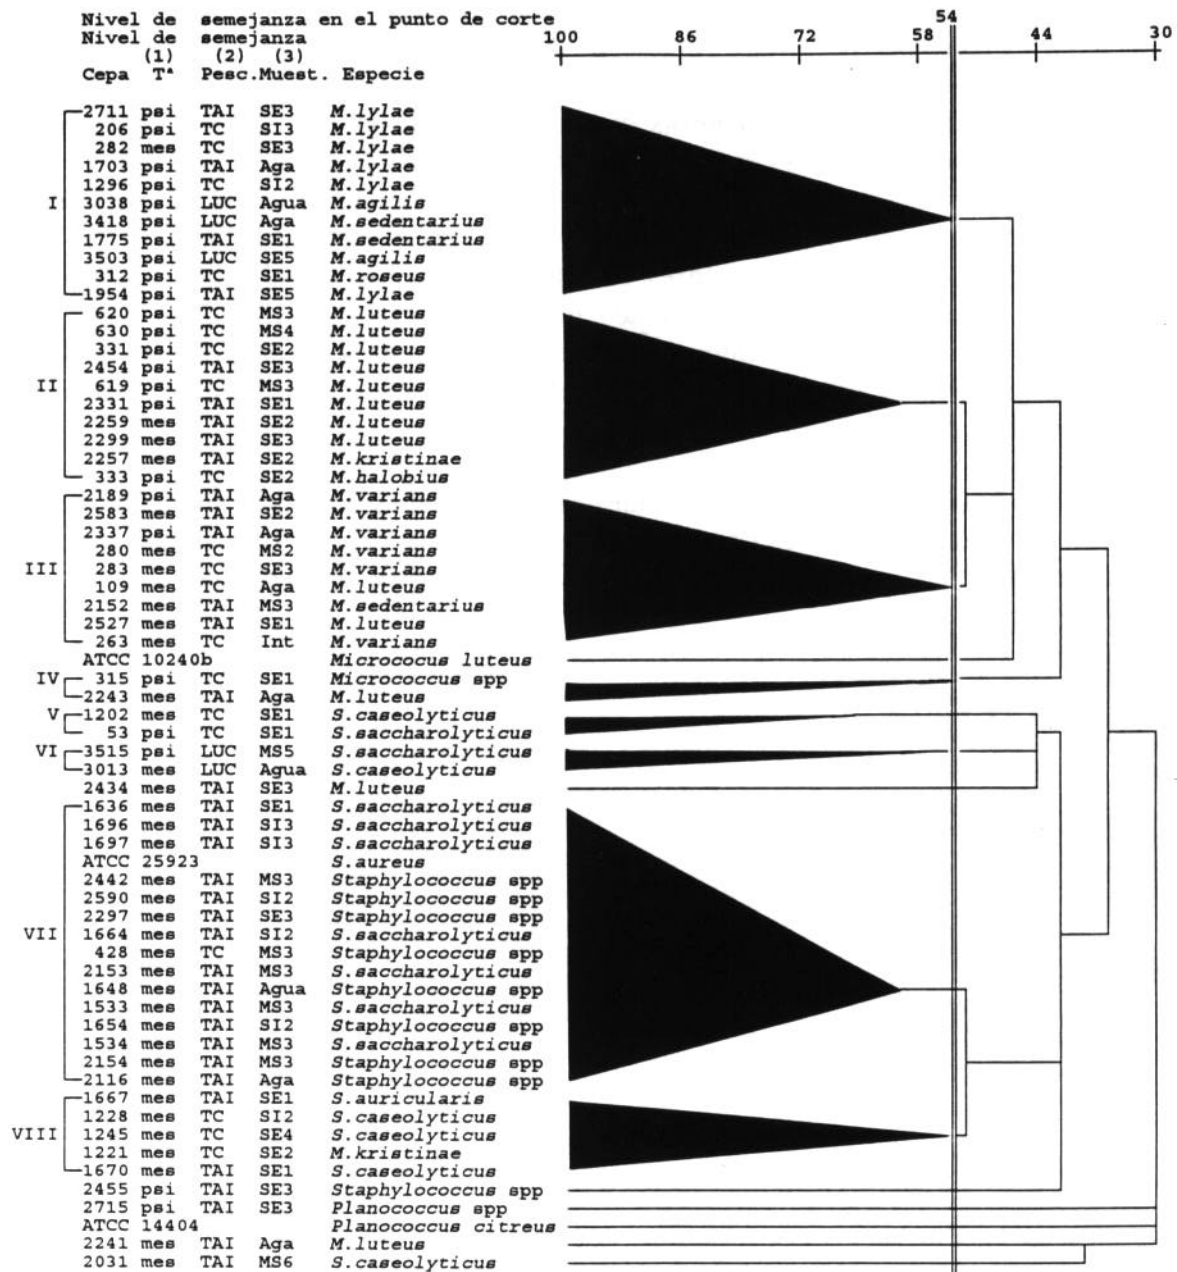 54
Nivel de semejanza en el punto de corte
Nivel de semejanza 100 86 72 58 44 30
(1) (2) (3)
Cepa Tª Pesc. Muest. Especie
2711 psi TAI SE3 M.lylae
206 psi TC SI3 M.lylae
282 mes TC SE3 M.lylae
1703 psi TAI Aga M.lylae
1296 psi TC SI2 M.lylae
I 3038 psi LUC Agua M.agilis
3418 psi LUC Aga M.sedentarius
1775 psi TAI SE1 M.sedentarius
3503 psi LUC SE5 M.agilis
312 psi TC SE1 M.roseus
1954 psi TAI SE5 M.lylae
620 psi TC MS3 M.luteus
630 psi TC MS4 M.luteus
331 psi TC SE2 M.luteus
2454 psi TAI SE3 M.luteus
II 619 psi TC MS3 M.luteus
2331 psi TAI SE1 M.luteus
2259 mes TAI SE2 M.luteus
2299 mes TAI SE3 M.luteus
2257 mes TAI SE2 M.kristinae
333 psi TC SE2 M.halobius
2189 psi TAI Aga M.varians
2583 mes TAI SE2 M.varians
2337 psi TAI Aga M.varians
280 mes TC MS2 M.varians
III 283 mes TC SE3 M.varians
109 mes TC Aga M.luteus
2152 mes TAI MS3 M.sedentarius
2527 mes TAI SE1 M.luteus
263 mes TC Int M.varians
ATCC 10240b Micrococus luteus
IV 315 psi TC SE1 Micrococcus spp
2243 mes TAI Aga M.luteus
V 1202 mes TC SE1 S.caseolyticus
53 psi TC SE1 S.saccharolyticus
VI 3515 psi LUC MS5 S.saccharolyticus
3013 mes LUC Agua S.caseolyticus
2434 mes TAI SE3 M.luteus
1636 mes TAI SE1 S.saccharolyticus
1696 mes TAI SI3 S.saccharolyticus
1697 mes TAI SI3 S.saccharolyticus
ATCC 25923 S.aureus
2442 mes TAI MS3 Staphylococcus spp
2590 mes TAI SI2 Staphylococcus spp
2297 mes TAI SE3 Staphylococcus spp
VII 1664 mes TAI SI2 S.saccharolyticus
428 mes TC MS3 Staphylococcus spp
2153 mes TAI MS3 S.saccharolyticus
1648 mes TAI Agua Staphylococcus spp
1533 mes TAI MS3 S.saccharolyticus
1654 mes TAI SI2 Staphylococcus spp
1534 mes TAI MS3 S.saccharolyticus
2154 mes TAI MS3 Staphylococcus spp
2116 mes TAI Aga Staphylococcus spp
1667 mes TAI SE1 S.auricularis
1228 mes TC SI2 S.caseolyticus
VIII 1245 mes TC SE4 S.caseolyticus
1221 mes TC SE2 M.kristinae
1670 mes TAI SE1 S.caseolyticus
2455 psi TAI SE3 Staphylococcus spp
2715 psi TAI SE3 Planococcus spp
ATCC 14404 Planococcus citreus
2241 mes TAI Aga M.luteus
2031 mes TAI MS6 S.caseolyticus